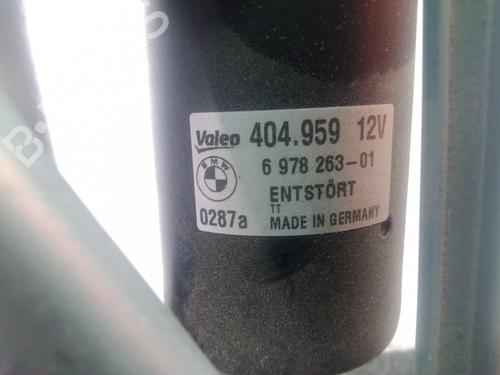 Valeo 404.959 12V
BMW 6 978 263-01
ENTSTÖRT
TT
0287a MADE IN GERMANY